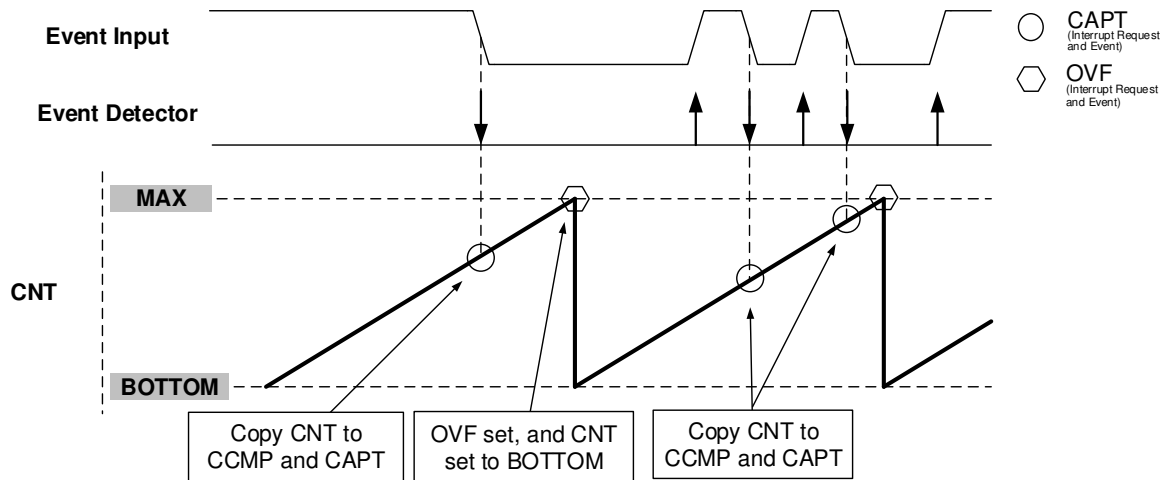 Event Input
CAPT
(Interrupt Request
and Event)
OVF
(Interrupt Request
and Event)
Event Detector
MAX
CNT
BOTTOM
Copy CNT to
CCMP and CAPT
OVF set, and CNT
set to BOTTOM
Copy CNT to
CCMP and CAPT